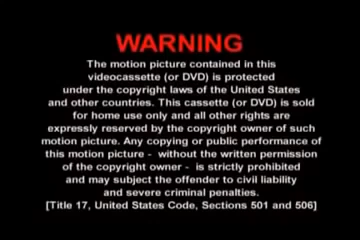 WARNING
The motion picture contained in this
videocassette (or DVD) is protected
under the copyright laws of the United States
and other countries. This cassette (or DVD) is sold
for home use only and all other rights are
expressly reserved by the copyright owner of such
motion picture. Any copying or public performance of
this motion picture - without the written permission
of the copyright owner - is strictly prohibited
and may subject the offender to civil liability
and severe criminal penalties.
[Title 17, United States Code, Sections 501 and 506]